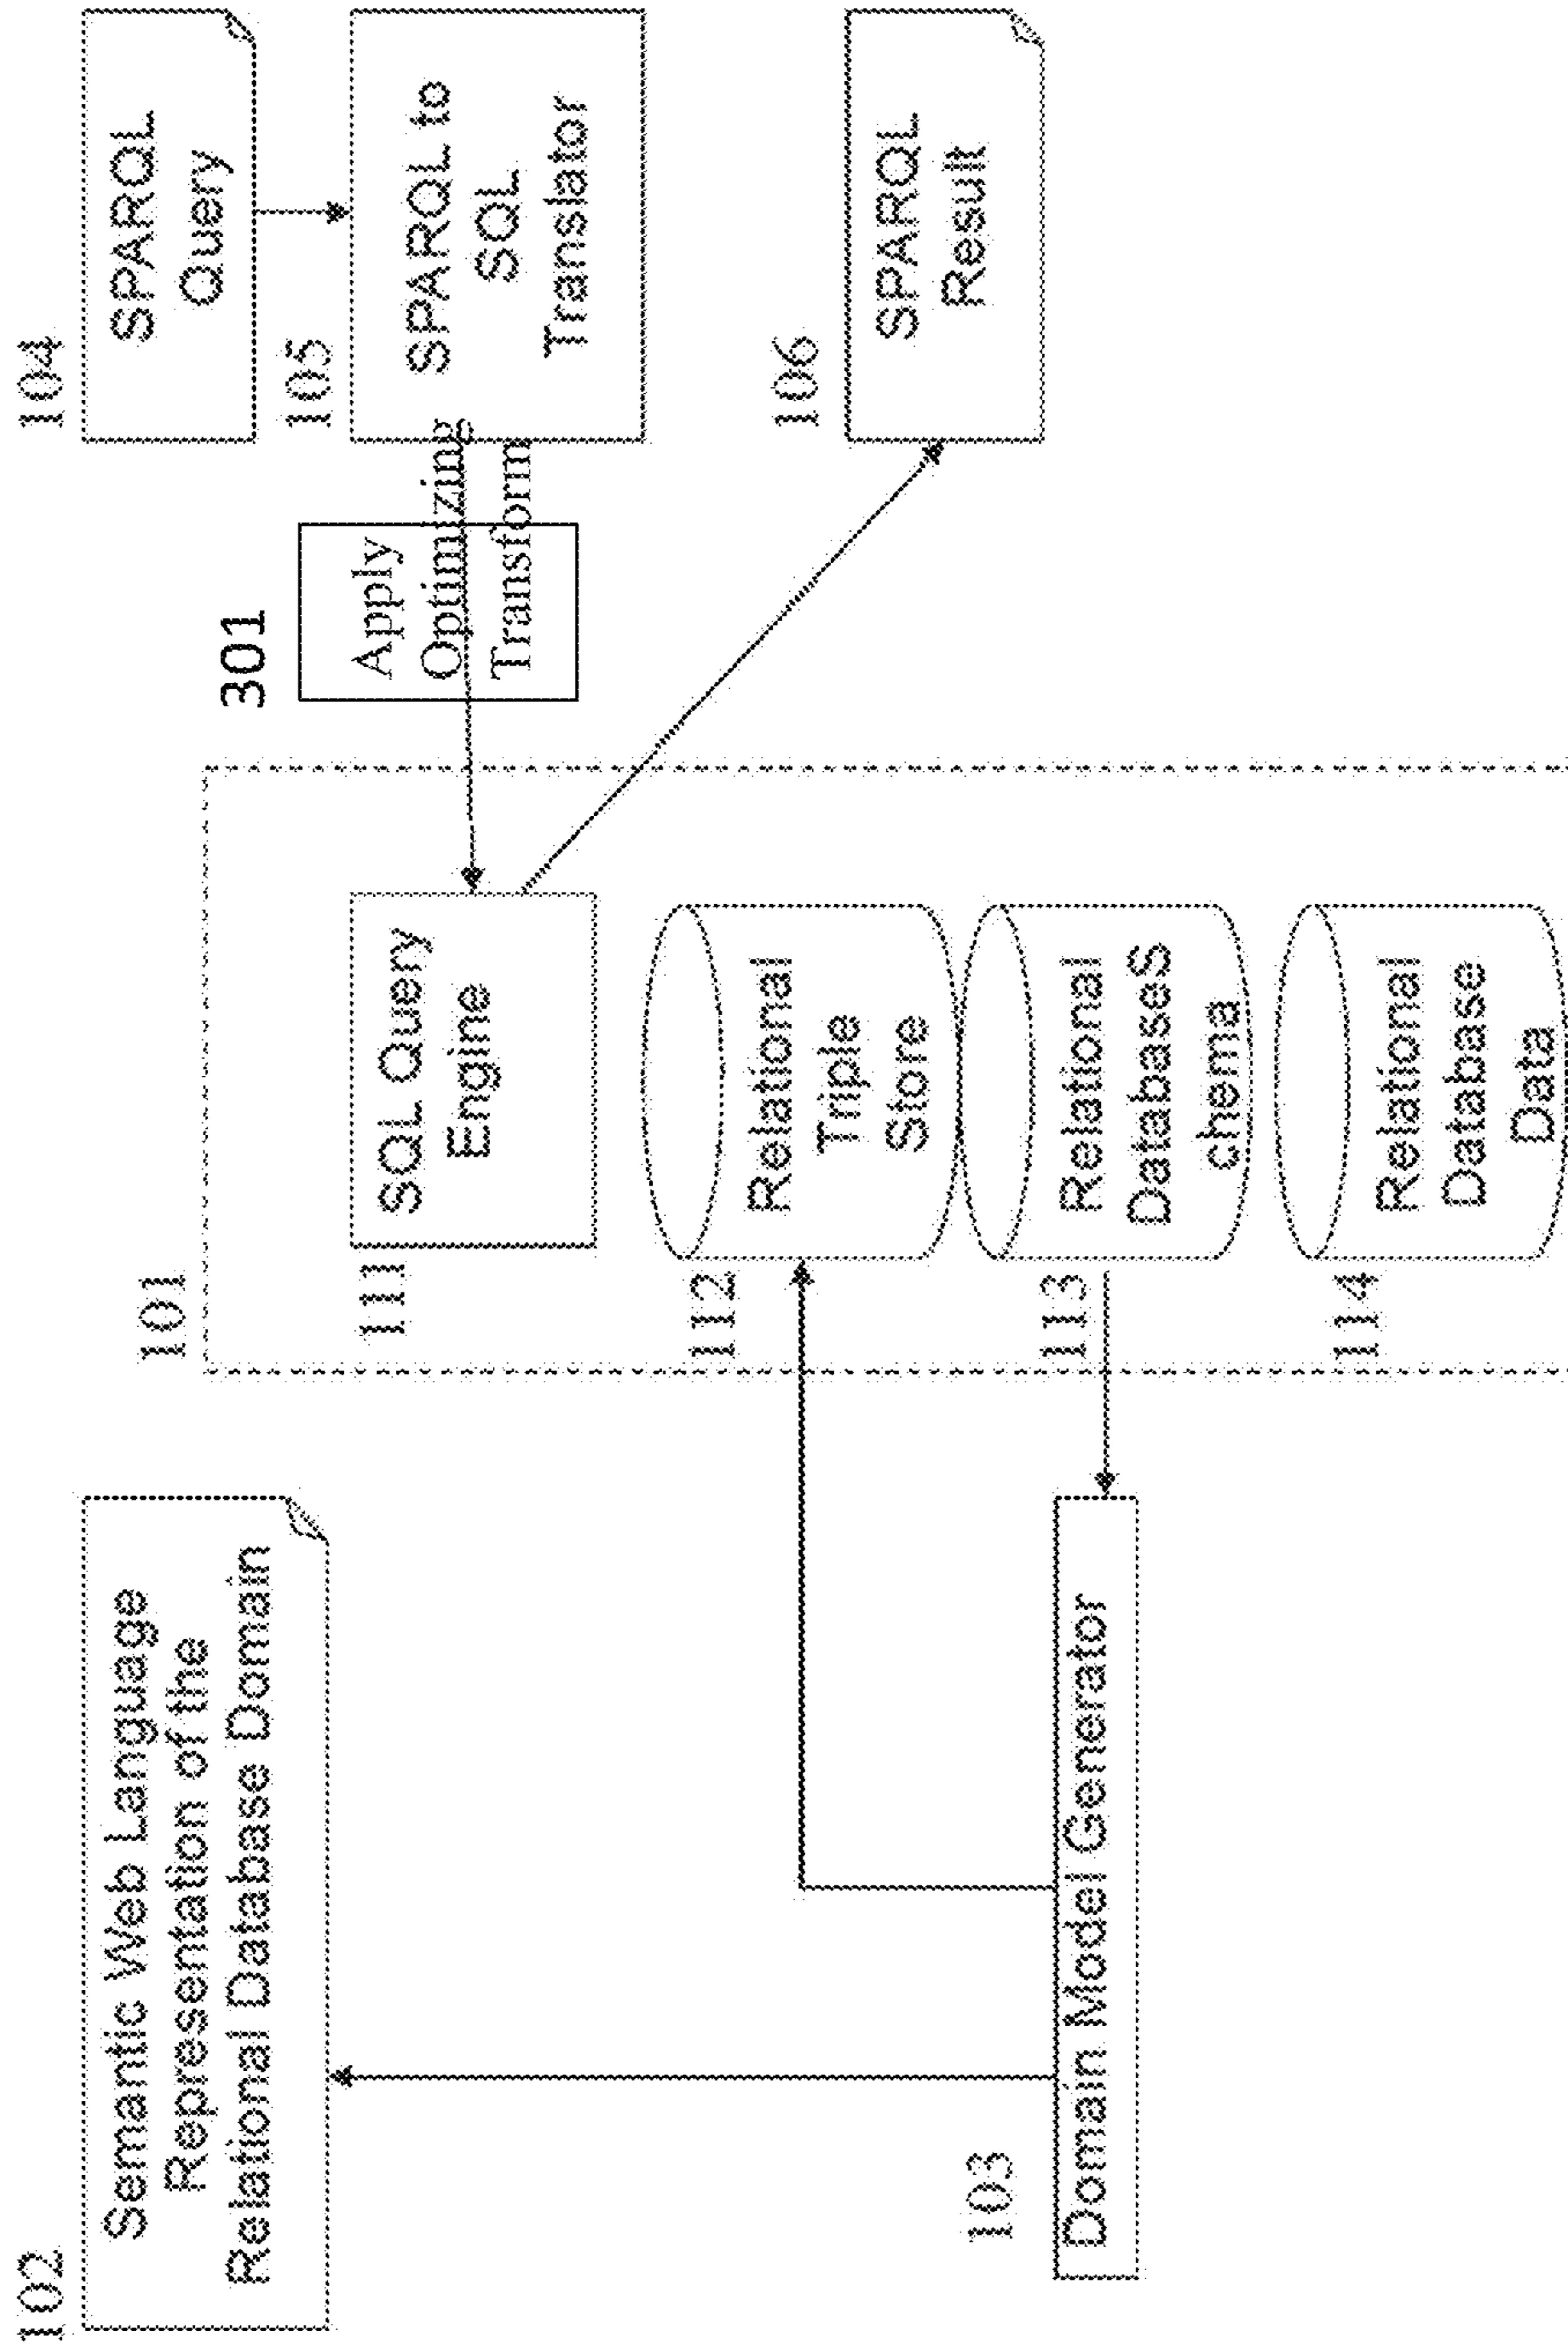 102
Semantic Web Language
Representation of the
Relational Database Domain
103
Domain Model Generator
101
111
SQL Query
Engine
112
Relational
Triple
Store
113
Relational
DatabaseS
chema
114
Relational
Database
Data
301
Apply
Optimizing
Transform
104
SPARQL
Query
105
SPARQL to
SQL
Translator
106
SPARQL
Result